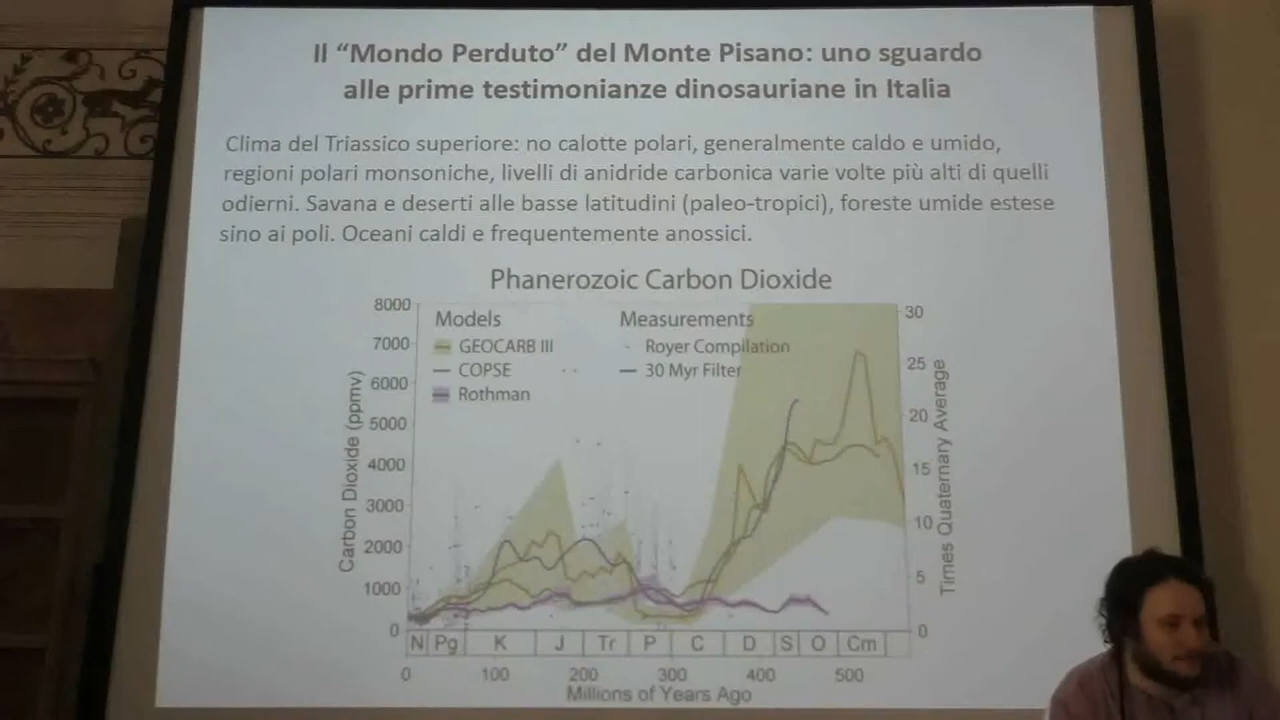 Il “Mondo Perduto” del Monte Pisano: uno sguardo
alle prime testimonianze dinosauriane in Italia
Clima del Triassico superiore: no calotte polari, generalmente caldo e umido,
regioni polari monsoniche, livelli di anidride carbonica varie volte più alti di quelli
odierni. Savana e deserti alle basse latitudini (paleo-tropici), foreste umide estese
sino ai poli. Oceani caldi e frequentemente anossici.
Phanerozoic Carbon Dioxide
Models
GEOCARB III
COPSE
Rothman
Measurements
Royer Compilation
30 Myr Filter
Carbon Dioxide (ppmv)
8000
7000
6000
5000
4000
3000
2000
1000
0
Times Quaternary Average
30
25
20
15
10
5
0
N Pg K J Tr P C D S O Cm
0 100 200 300 400 500
Millions of Years Ago